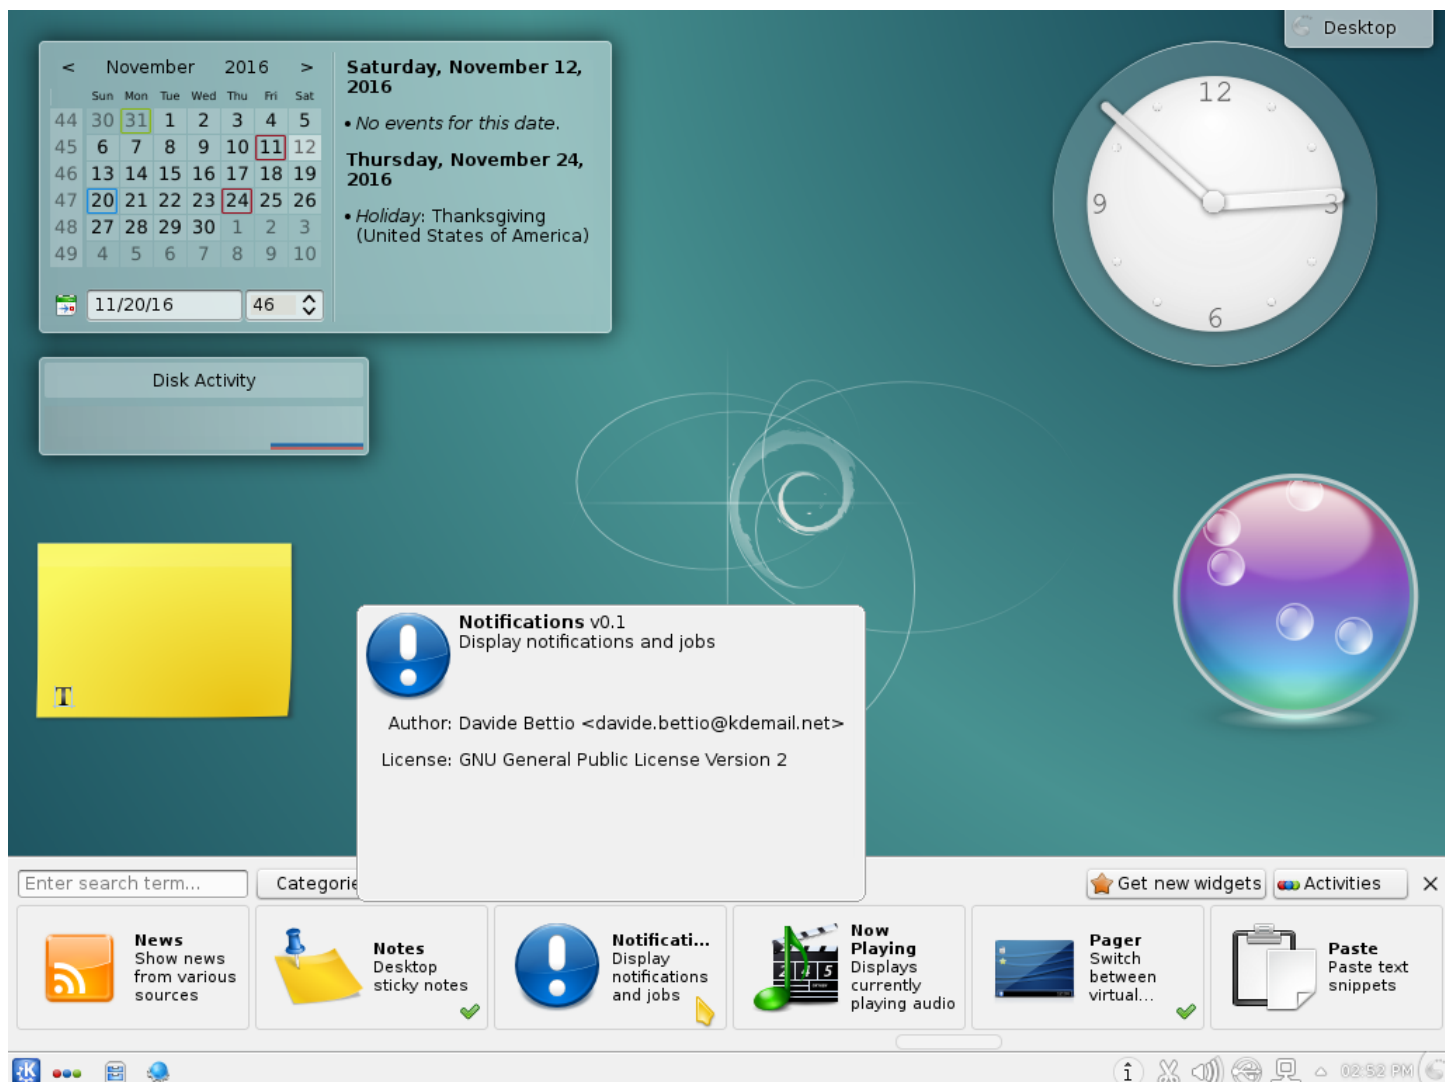 Desktop
< November 2016 >
Sun Mon Tue Wed Thu Fri Sat
44 30 31 1 2 3 4 5
45 6 7 8 9 10 11 12
46 13 14 15 16 17 18 19
47 20 21 22 23 24 25 26
48 27 28 29 30 1 2 3
49 4 5 6 7 8 9 10
11/20/16 46
Saturday, November 12,
2016
• No events for this date.
Thursday, November 24,
2016
• Holiday: Thanksgiving
(United States of America)
12
3
6
9
Disk Activity
T
Notifications v0.1
Display notifications and jobs
Author: Davide Bettio <davide.bettio@kdemail.net>
License: GNU General Public License Version 2
Enter search term...
Categorie
Get new widgets
Activities
News
Show news
from various
sources
Notes
Desktop
sticky notes
Notificati...
Display
notifications
and jobs
2 4 5
Now
Playing
Displays
currently
playing audio
Pager
Switch
between
virtual...
Paste
Paste text
snippets
K
02:52 PM